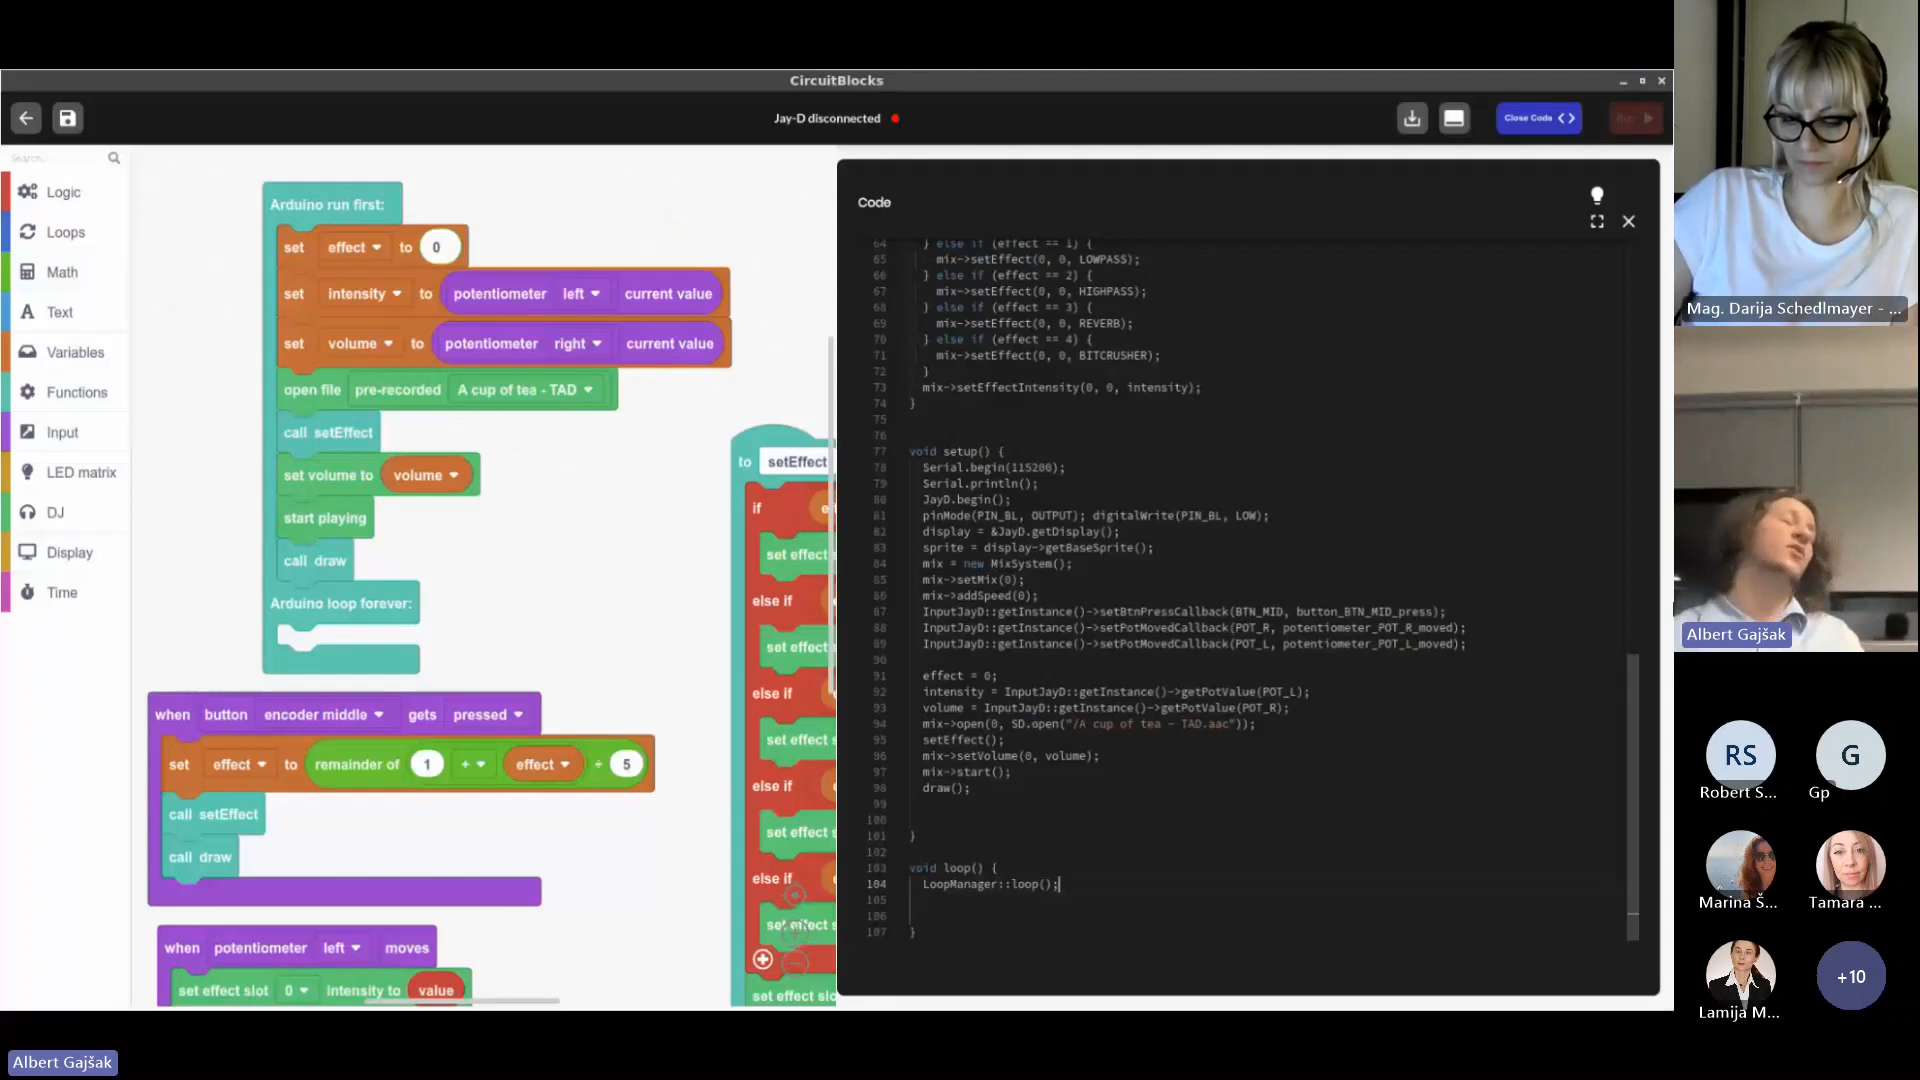 CircuitBlocks
Jay-D disconnected
Close Code
Search...
Logic
Loops
Math
Text
Variables
Functions
Input
LED matrix
DJ
Display
Time
Arduino run first:
set effect to 0
set intensity to potentiometer left current value
set volume to potentiometer right current value
open file pre-recorded A cup of tea - TAD
call setEffect
set volume to volume
start playing
call draw
Arduino loop forever:
when button encoder middle gets pressed
set effect to remainder of 1 + effect ÷ 5
call setEffect
call draw
when potentiometer left moves
set effect slot 0 intensity to value
to setEffect
if e
set effect s
else if
set effect s
else if
set effect s
else if
set effect s
else if
set effect s
set effect slo
Code
64 } else if (effect == 1) {
65 mix->setEffect(0, 0, LOWPASS);
66 } else if (effect == 2) {
67 mix->setEffect(0, 0, HIGHPASS);
68 } else if (effect == 3) {
69 mix->setEffect(0, 0, REVERB);
70 } else if (effect == 4) {
71 mix->setEffect(0, 0, BITCRUSHER);
72 }
73 mix->setEffectIntensity(0, 0, intensity);
74 }
75
76
77 void setup() {
78 Serial.begin(115200);
79 Serial.println();
80 JayD.begin();
81 pinMode(PIN_BL, OUTPUT); digitalWrite(PIN_BL, LOW);
82 display = &JayD.getDisplay();
83 sprite = display->getBaseSprite();
84 mix = new MixSystem();
85 mix->setMix(0);
86 mix->addSpeed(0);
87 InputJayD::getInstance()->setBtnPressCallback(BTN_MID, button_BTN_MID_press);
88 InputJayD::getInstance()->setPotMovedCallback(POT_R, potentiometer_POT_R_moved);
89 InputJayD::getInstance()->setPotMovedCallback(POT_L, potentiometer_POT_L_moved);
90
91 effect = 0;
92 intensity = InputJayD::getInstance()->getPotValue(POT_L);
93 volume = InputJayD::getInstance()->getPotValue(POT_R);
94 mix->open(0, SD.open("/A cup of tea - TAD.aac"));
95 setEffect();
96 mix->setVolume(0, volume);
97 mix->start();
98 draw();
99
100
101 }
102
103 void loop() {
104 LoopManager::loop();
105
106
107 }
Mag. Darija Schedlmayer - ...
Albert Gajšak
RS
Robert S...
G
Gp
Marina Š...
Tamara ...
Lamija M...
+10
Albert Gajšak